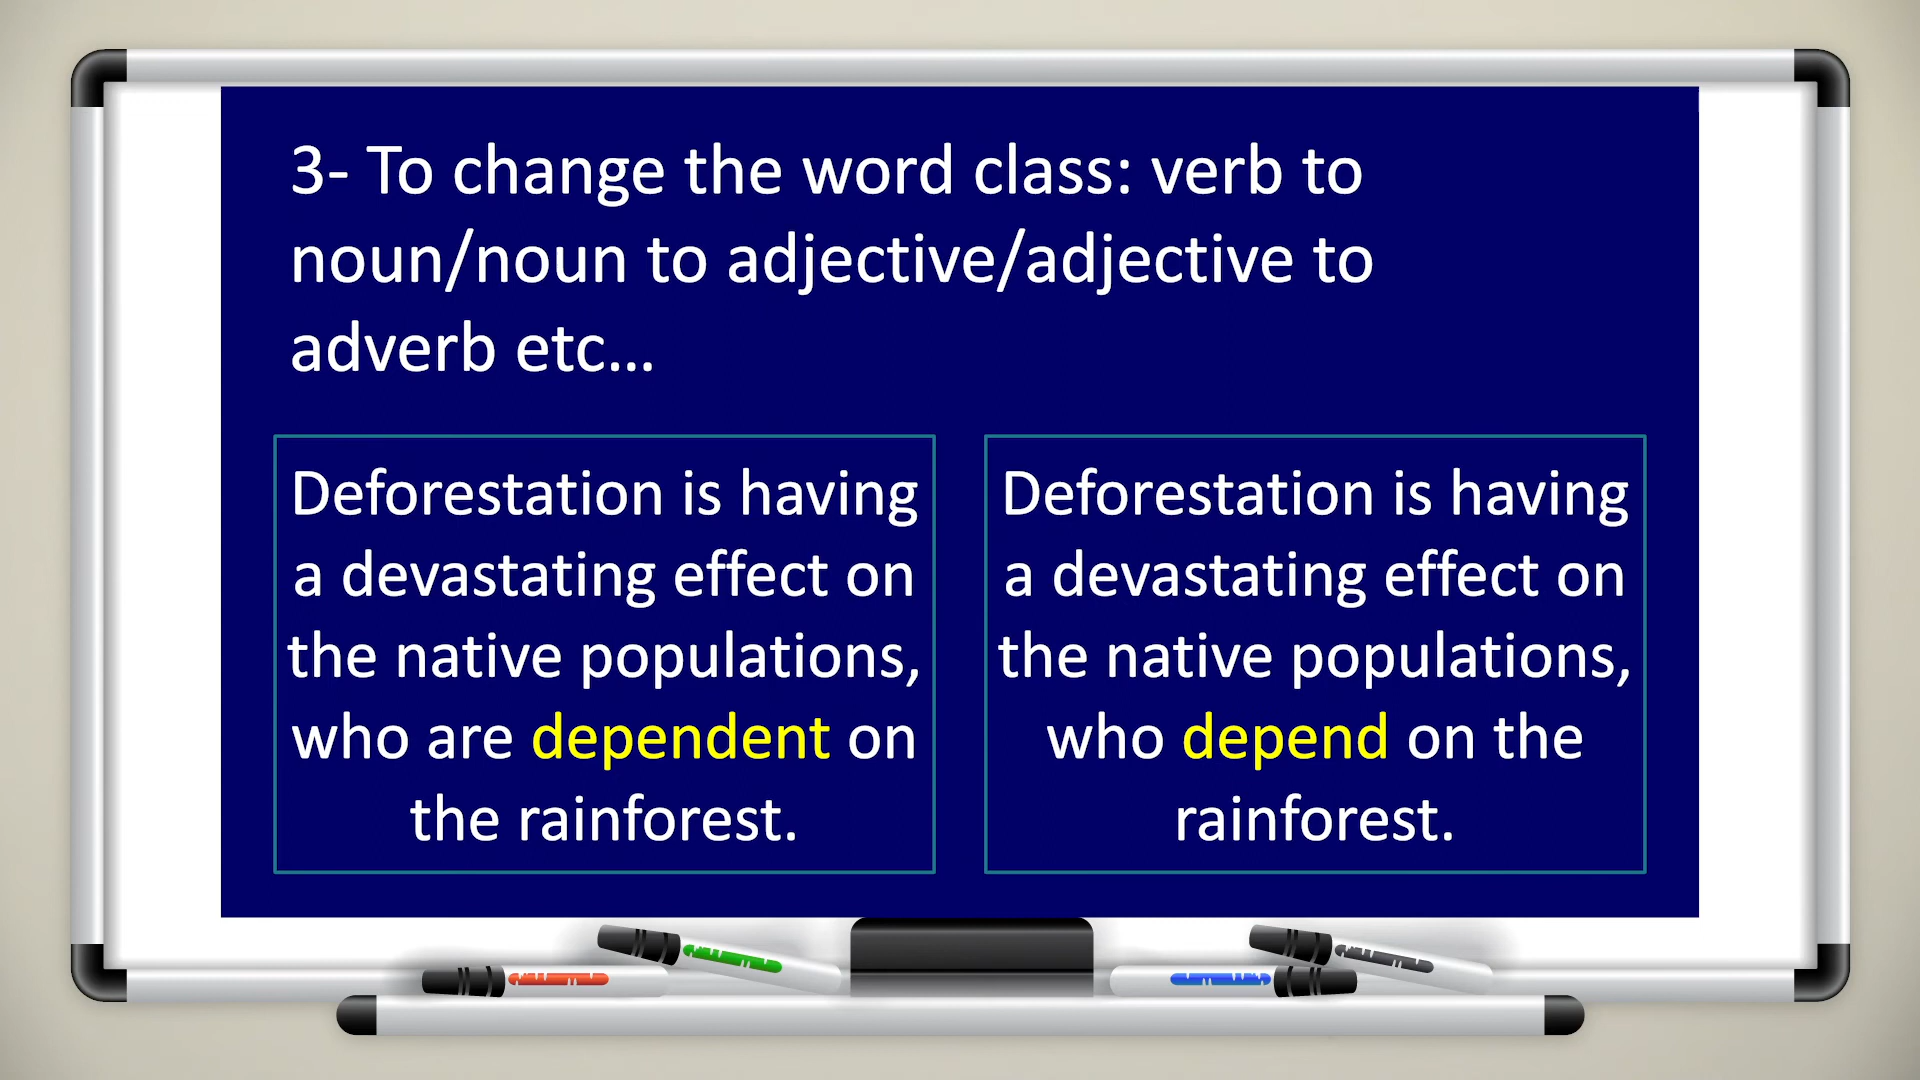 3- To change the word class: verb to
noun/noun to adjective/adjective to
adverb etc...
Deforestation is having
a devastating effect on
the native populations,
who are dependent on
the rainforest.
Deforestation is having
a devastating effect on
the native populations,
who depend on the
rainforest.